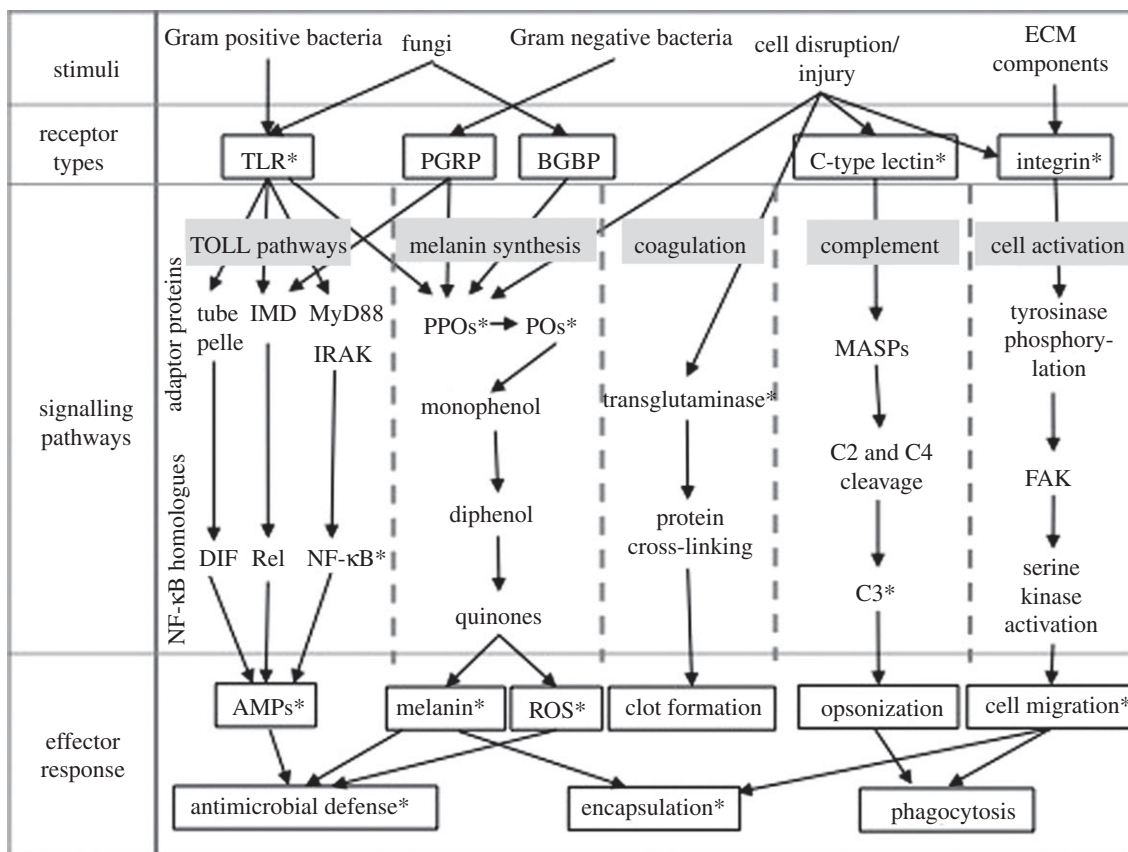 stimuli
Gram positive bacteria
fungi
Gram negative bacteria
cell disruption/
injury
ECM
components
receptor
types
TLR*
PGRP
BGBP
C-type lectin*
integrin*
signalling
pathways
adaptor proteins
NF-κB homologues
TOLL pathways
melanin synthesis
coagulation
complement
cell activation
tube
pelle
IMD
MyD88
IRAK
PPOs*
POs*
MASPs
tyrosinase
phosphory-
lation
monophenol
transglutaminase*
C2 and C4
cleavage
FAK
diphenol
protein
cross-linking
DIF
Rel
NF-κB*
C3*
serine
kinase
activation
quinones
effector
response
AMPs*
melanin*
ROS*
clot formation
opsonization
cell migration*
antimicrobial defense*
encapsulation*
phagocytosis